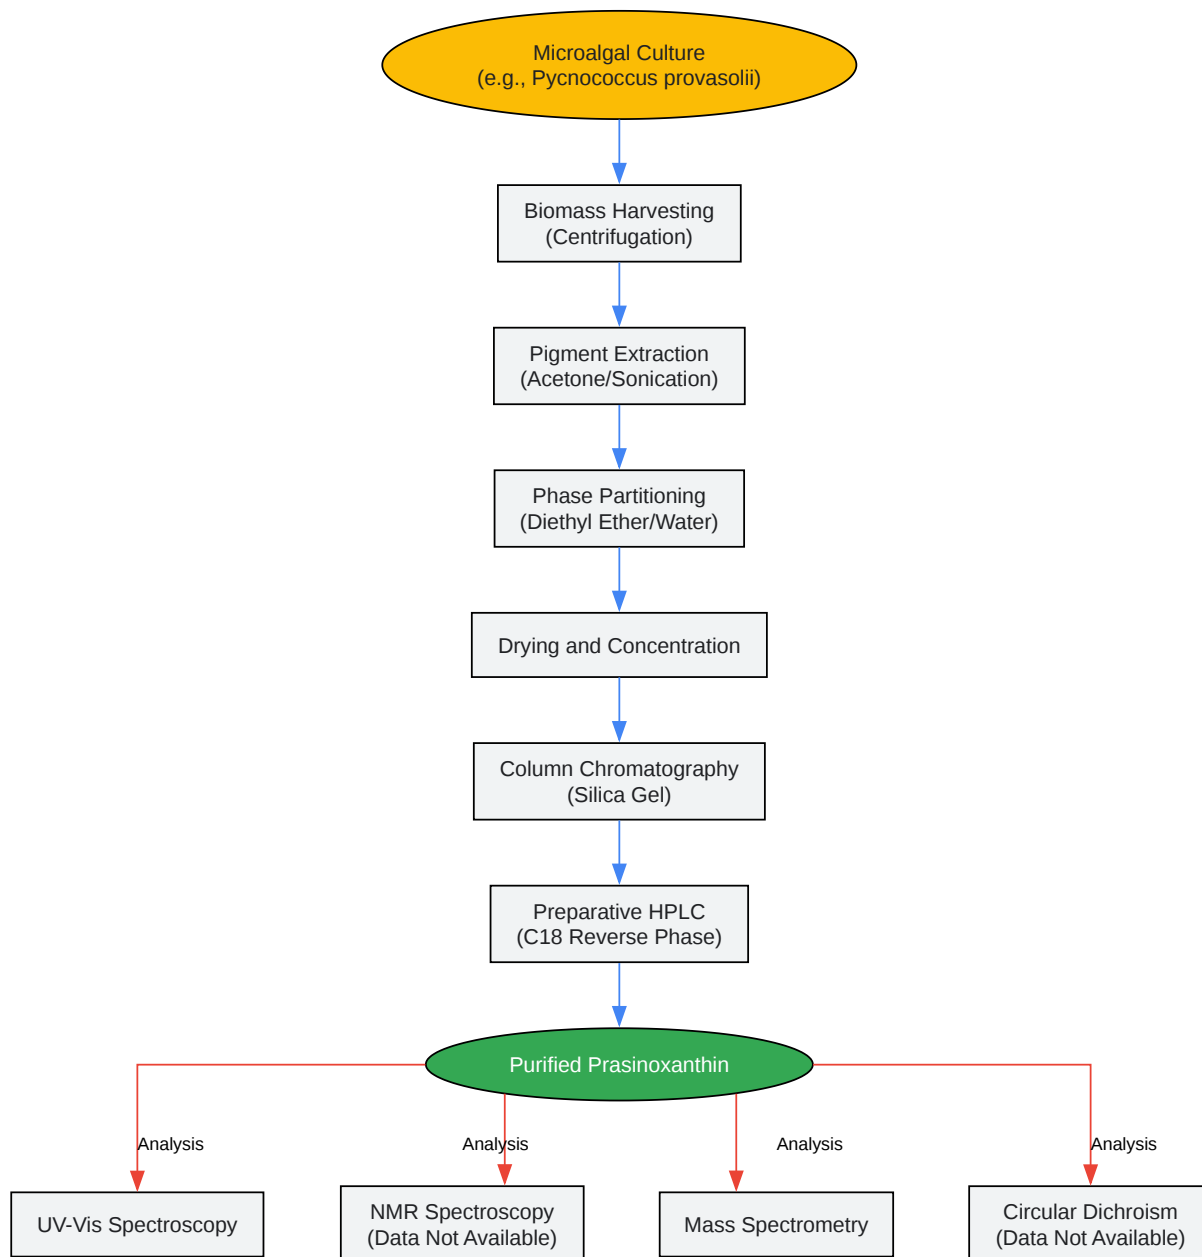 Microalgal Culture
(e.g., Pycnococcus provasolii)
Biomass Harvesting
(Centrifugation)
Pigment Extraction
(Acetone/Sonication)
Phase Partitioning
(Diethyl Ether/Water)
Drying and Concentration
Column Chromatography
(Silica Gel)
Preparative HPLC
(C18 Reverse Phase)
Purified Prasinoxanthin
Analysis
Analysis
Analysis
Analysis
UV-Vis Spectroscopy
NMR Spectroscopy
(Data Not Available)
Mass Spectrometry
Circular Dichroism
(Data Not Available)